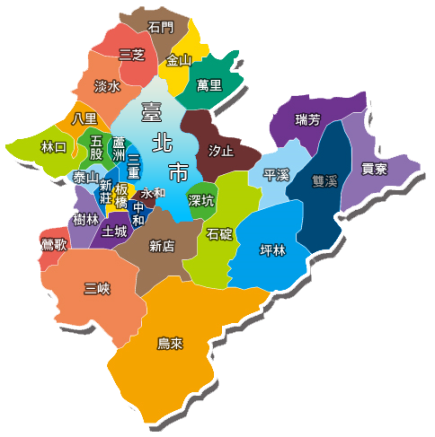 石門
三芝
金山
萬里
淡水
臺北市
八里
瑞芳
林口
五股
蘆洲
三重
汐止
貢寮
泰山
平溪
雙溪
新莊
板橋
永和
中和
深坑
樹林
土城
石碇
鶯歌
新店
坪林
三峽
烏來